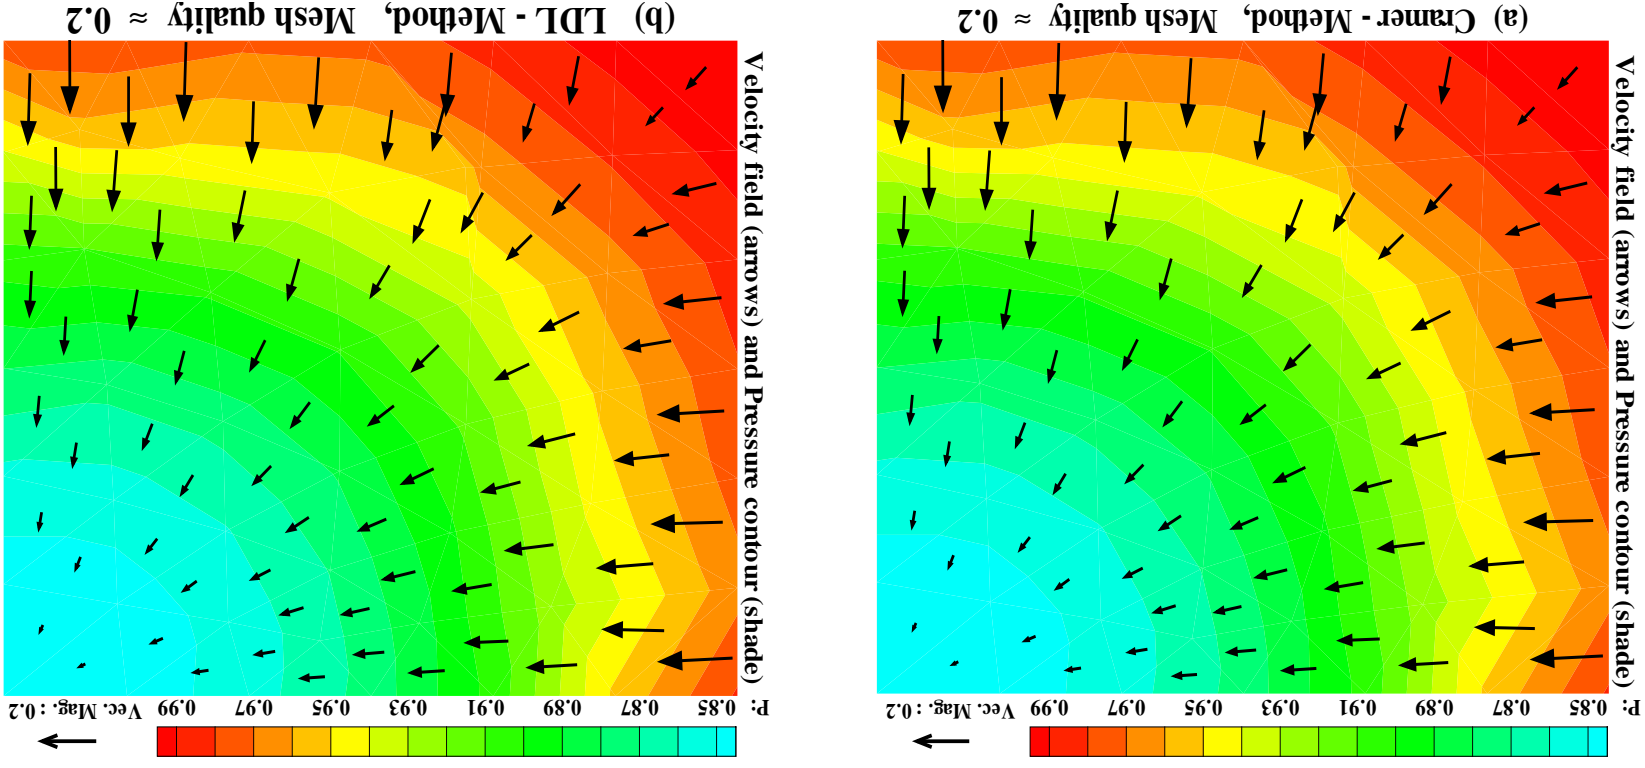 P: 0.85 0.87 0.89 0.91 0.93 0.95 0.97 0.99 Vec. Mag. : 0.2
Velocity field (arrows) and Pressure contour (shade)
(a) Cramer - Method, Mesh quality ≈ 0.2
P: 0.85 0.87 0.89 0.91 0.93 0.95 0.97 0.99 Vec. Mag. : 0.2
Velocity field (arrows) and Pressure contour (shade)
(b) LDL - Method, Mesh quality ≈ 0.2